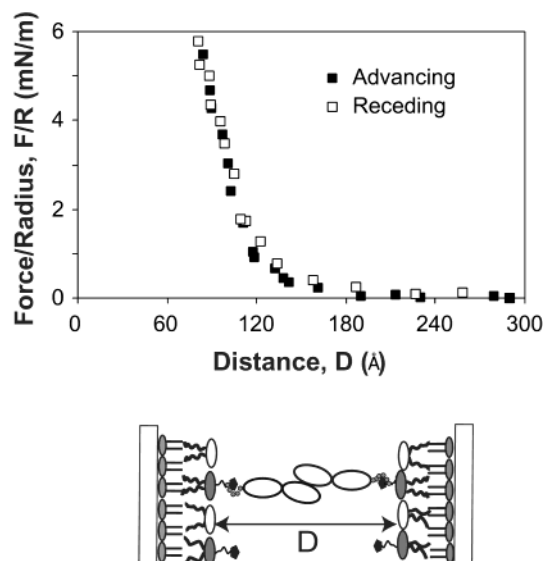 6
Advancing
Receding
4
2
0
0
60
120
180
240
300
Force/Radius, F/R (mN/m)
Distance, D (Å)
D